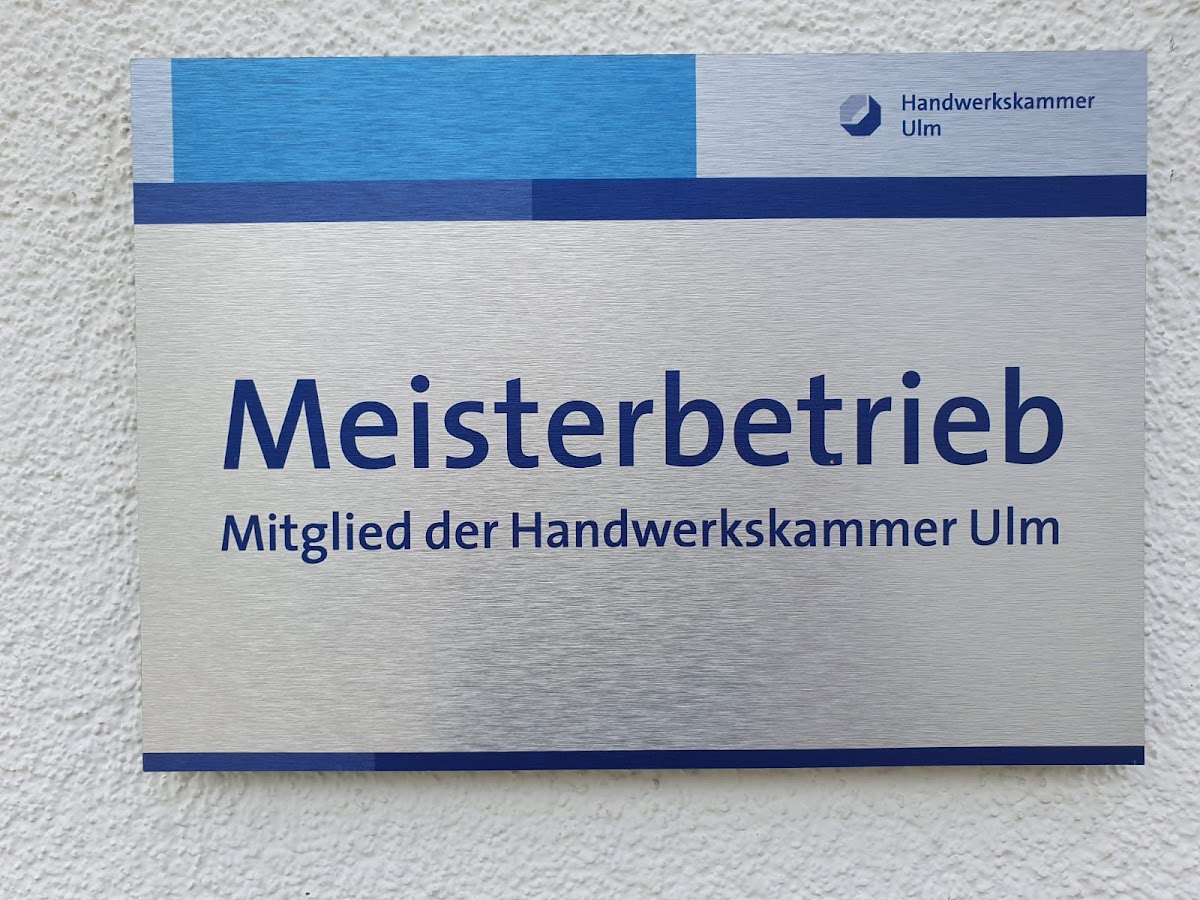 Handwerkskammer
Ulm
Meisterbetrieb
Mitglied der Handwerkskammer Ulm